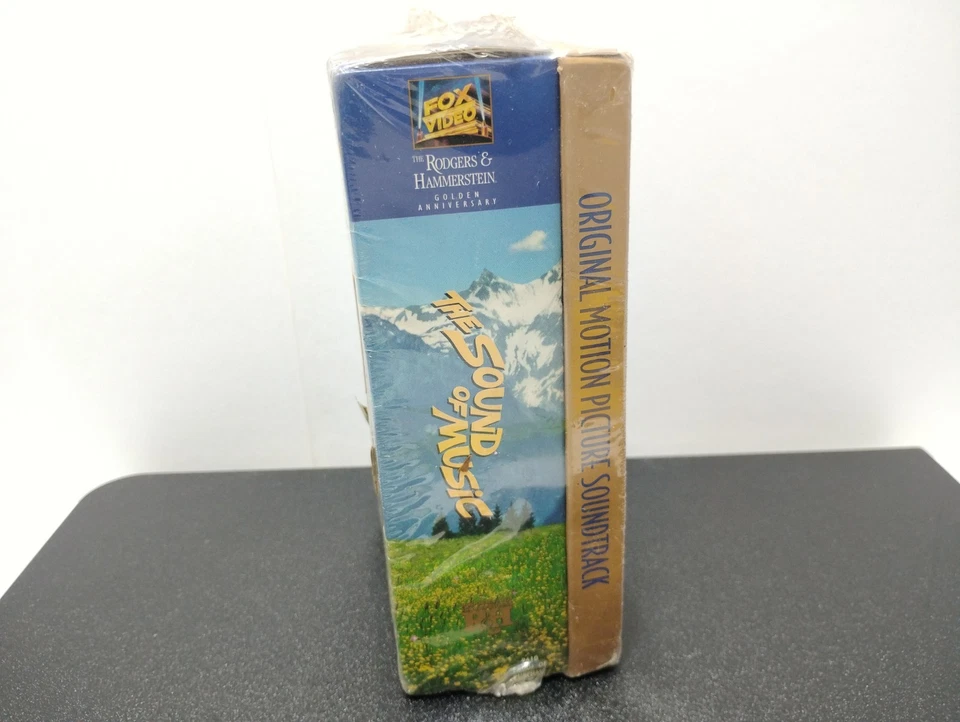 FOX
VIDEO
THE RODGERS &
HAMMERSTEIN
GOLDEN
ANNIVERSARY
THE SOUND
OF MUSIC
ORIGINAL MOTION PICTURE SOUNDTRACK